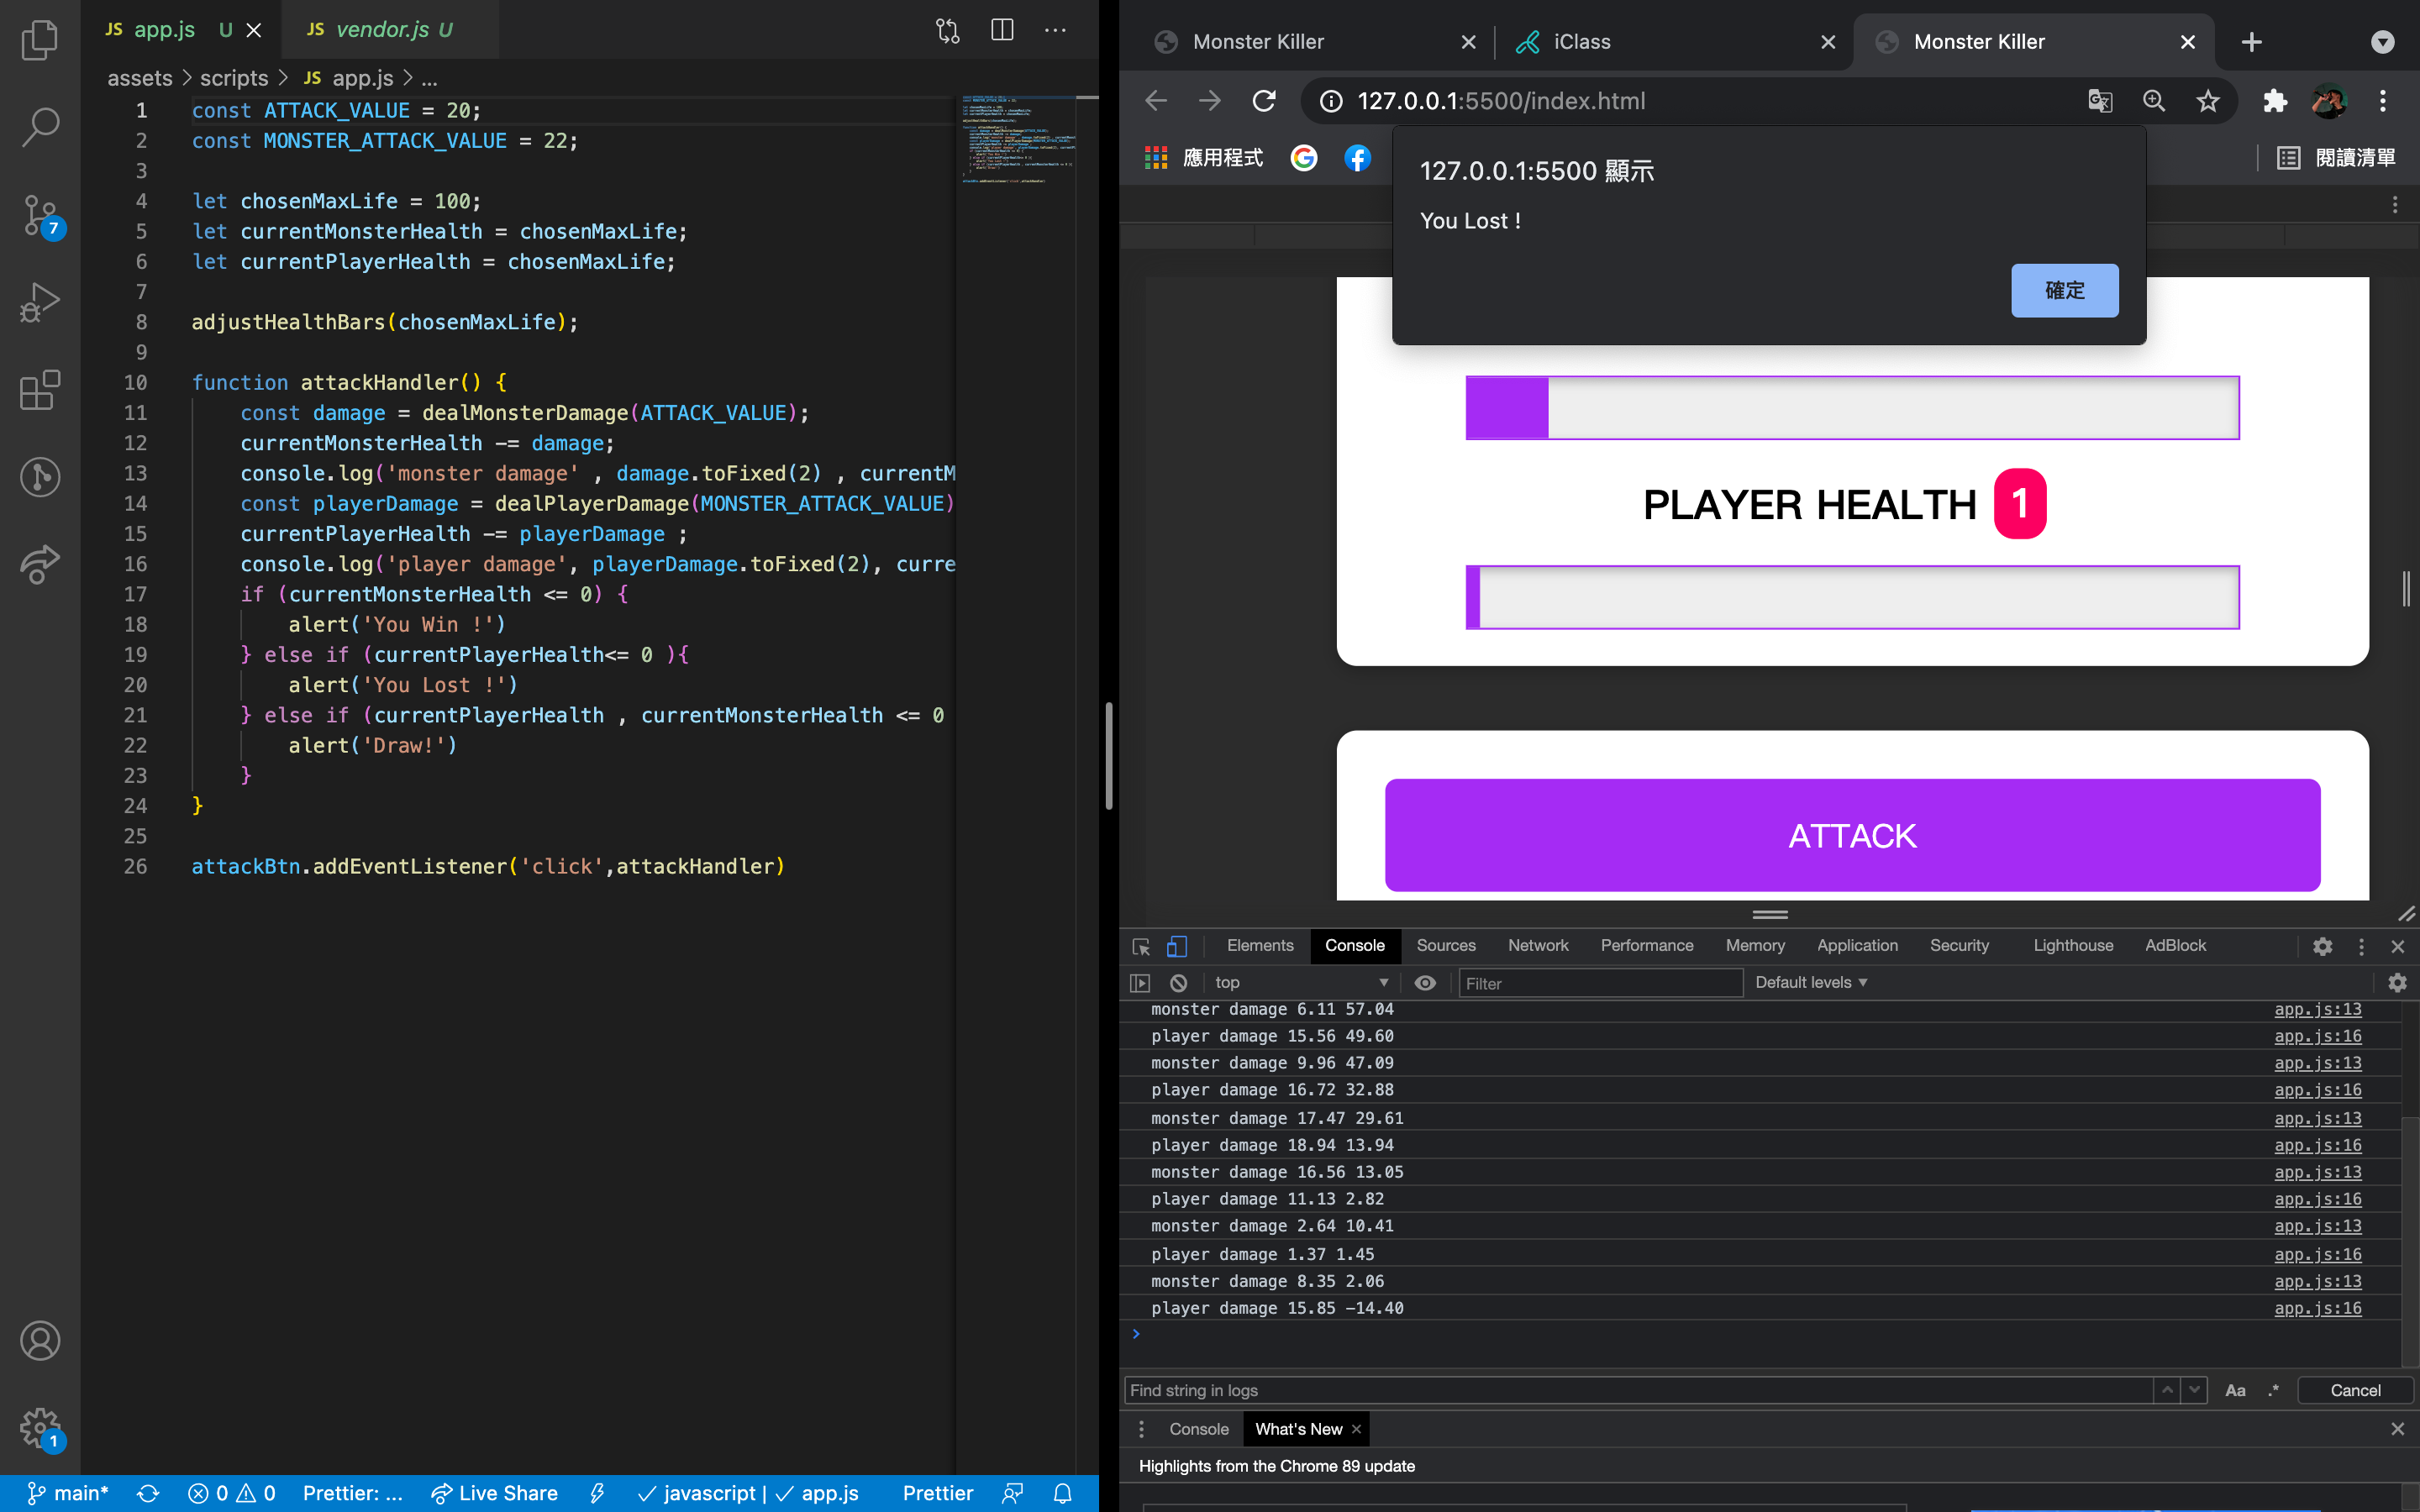 JS app.js U
JS vendor.js U
assets > scripts > JS app.js > ...
1 const ATTACK_VALUE = 20;
2 const MONSTER_ATTACK_VALUE = 22;
3
4 let chosenMaxLife = 100;
5 let currentMonsterHealth = chosenMaxLife;
6 let currentPlayerHealth = chosenMaxLife;
7
8 adjustHealthBars(chosenMaxLife);
9
10 function attackHandler() {
11 const damage = dealMonsterDamage(ATTACK_VALUE);
12 currentMonsterHealth -= damage;
13 console.log('monster damage' , damage.toFixed(2) , currentM
14 const playerDamage = dealPlayerDamage(MONSTER_ATTACK_VALUE)
15 currentPlayerHealth -= playerDamage ;
16 console.log('player damage', playerDamage.toFixed(2), curre
17 if (currentMonsterHealth <= 0) {
18 alert('You Win !')
19 } else if (currentPlayerHealth<= 0 ){
20 alert('You Lost !')
21 } else if (currentPlayerHealth , currentMonsterHealth <= 0
22 alert('Draw!')
23 }
24 }
25
26 attackBtn.addEventListener('click',attackHandler)
7
1
main* 0 0 Prettier: ... Live Share javascript | app.js Prettier
Monster Killer
iClass
Monster Killer
127.0.0.1:5500/index.html
應用程式
閱讀清單
127.0.0.1:5500 顯示
You Lost !
確定
PLAYER HEALTH 1
ATTACK
Elements Console Sources Network Performance Memory Application Security Lighthouse AdBlock
top Filter Default levels
monster damage 6.11 57.04 app.js:13
player damage 15.56 49.60 app.js:16
monster damage 9.96 47.09 app.js:13
player damage 16.72 32.88 app.js:16
monster damage 17.47 29.61 app.js:13
player damage 18.94 13.94 app.js:16
monster damage 16.56 13.05 app.js:13
player damage 11.13 2.82 app.js:16
monster damage 2.64 10.41 app.js:13
player damage 1.37 1.45 app.js:16
monster damage 8.35 2.06 app.js:13
player damage 15.85 -14.40 app.js:16
Find string in logs Aa .* Cancel
Console What's New
Highlights from the Chrome 89 update